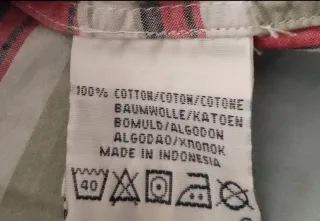 100% COTTON/COTON/COTONE
BAUMWOLLE/KATOEN
BOMULD/ALGODON
ALGODAO/ХЛОПОК
MADE IN INDONESIA
40